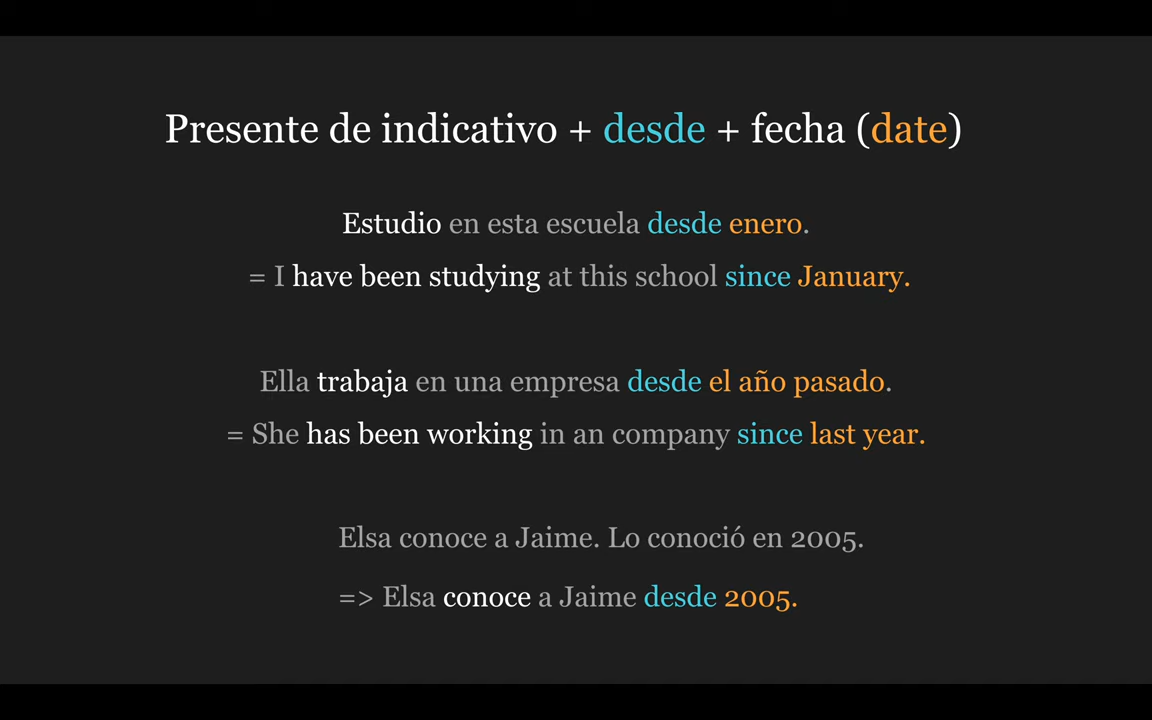 Presente de indicativo + desde + fecha (date)
Estudio en esta escuela desde enero.
= I have been studying at this school since January.
Ella trabaja en una empresa desde el año pasado.
= She has been working in an company since last year.
Elsa conoce a Jaime. Lo conoció en 2005.
=> Elsa conoce a Jaime desde 2005.